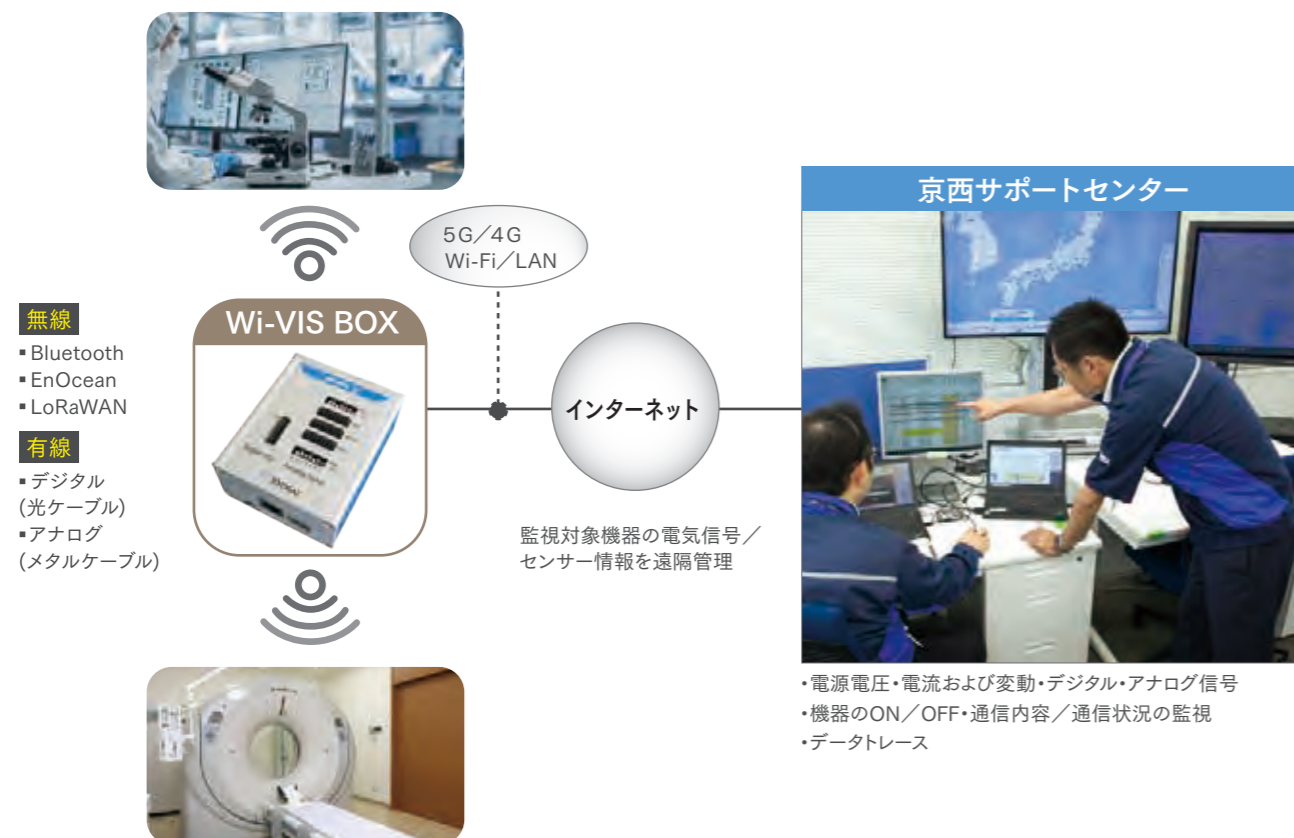 5G／4G
Wi-Fi／LAN
京西サポートセンター
無線
▪Bluetooth
▪EnOcean
▪LoRaWAN
有線
▪デジタル
(光ケーブル)
▪アナログ
(メタルケーブル)
Wi-VIS BOX
インターネット
監視対象機器の電気信号／
センサー情報を遠隔管理
・電源電圧・電流および変動・デジタル・アナログ信号
・機器のON／OFF・通信内容／通信状況の監視
・データトレース